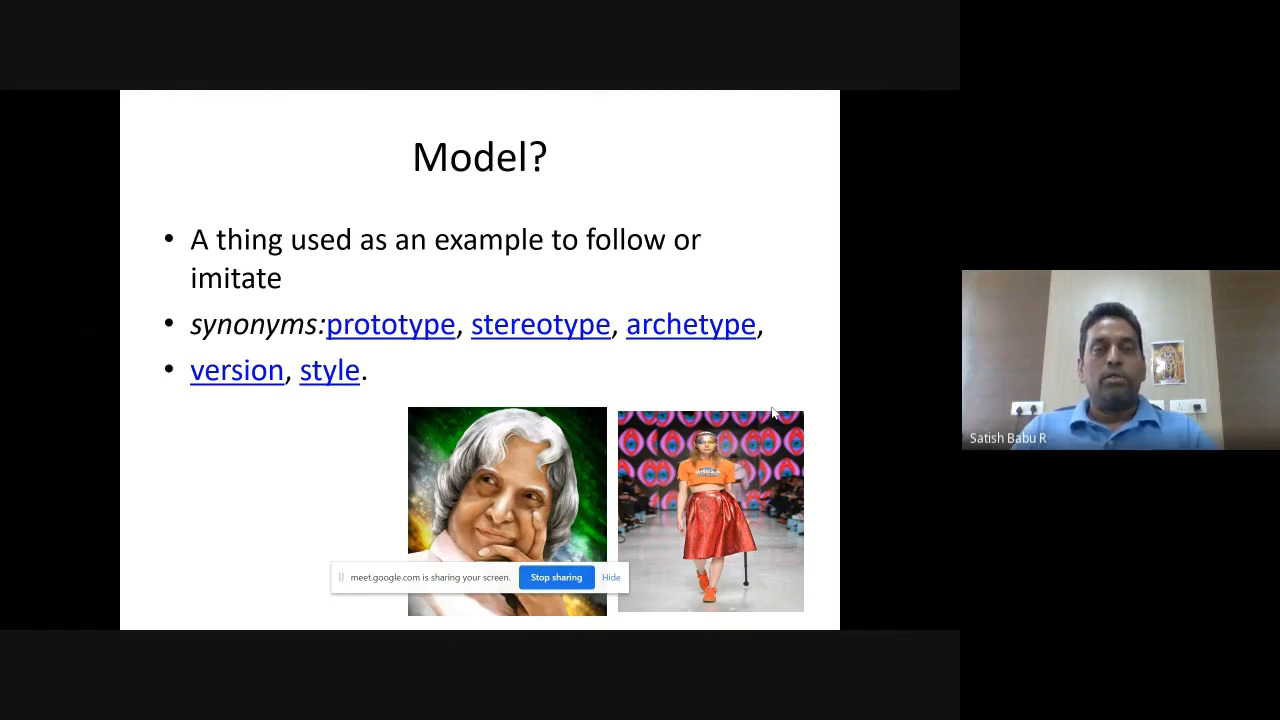 Model?
• A thing used as an example to follow or
imitate
• synonyms:prototype, stereotype, archetype,
• version, style.
meet.google.com is sharing your screen. Stop sharing Hide
Satish Babu R